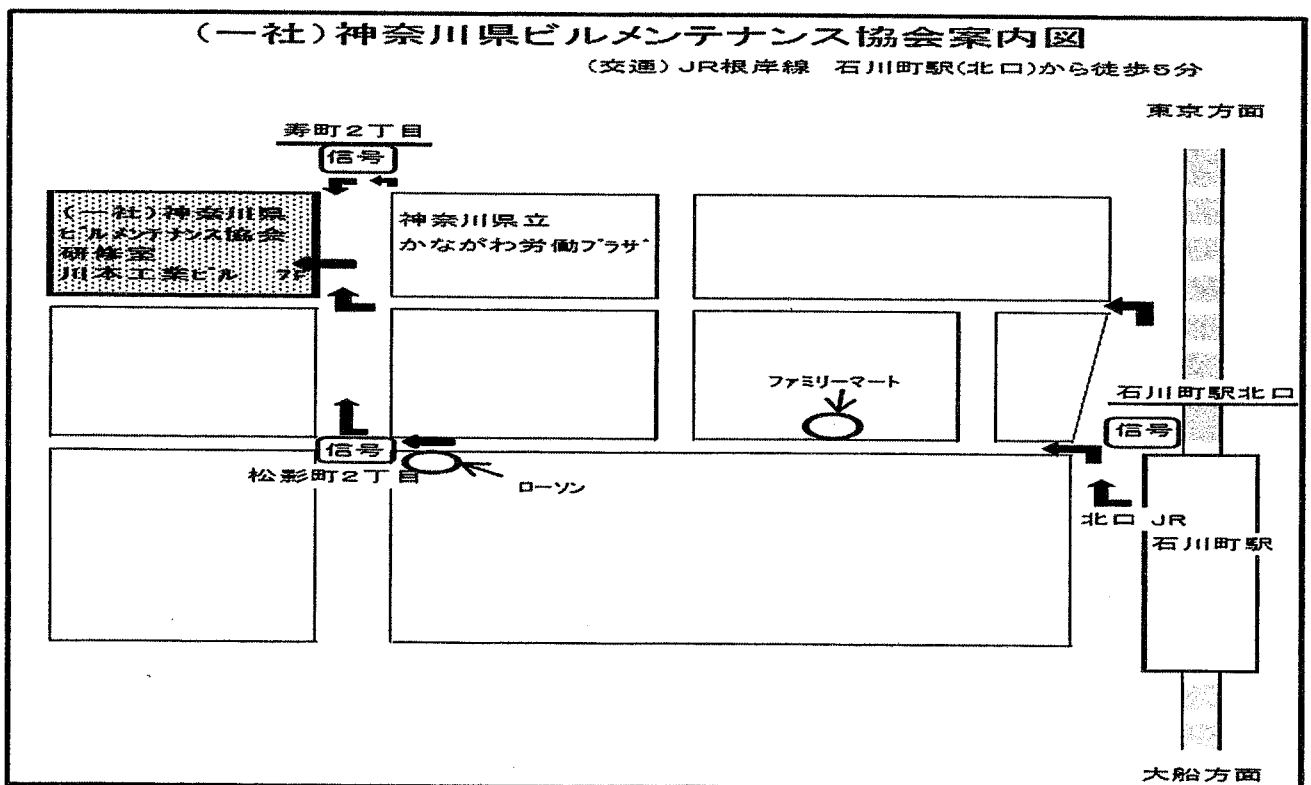 (一社)神奈川県ビルメンテナンス協会案内図
(交通)JR根岸線 石川町駅(北口)から徒歩5分
東京方面
寿町2丁目
信号
(一社)神奈川県
ビルメンテナンス協会
研修室
川本工業ビル 7F
神奈川県立
かながわ労働プラザ
ファミリーマート
石川町駅北口
信号
信号
松影町2丁目
ローソン
北口 JR
石川町駅
大船方面